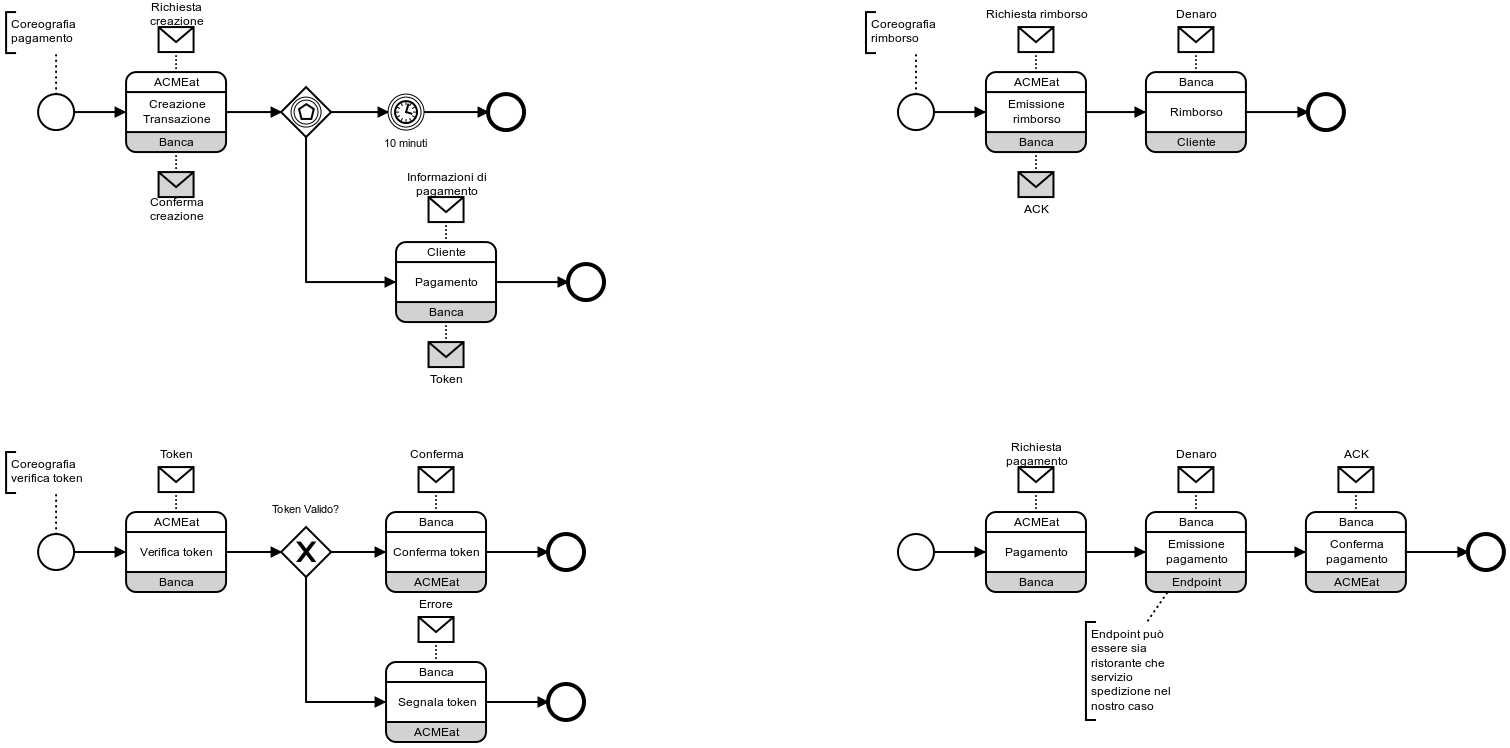 Coreografia
pagamento
Richiesta
creazione
ACMEat
Creazione
Transazione
Banca
Conferma
creazione
10 minuti
Informazioni di
pagamento
Cliente
Pagamento
Banca
Token
Coreografia
rimborso
Richiesta rimborso
ACMEat
Emissione
rimborso
Banca
ACK
Denaro
Banca
Rimborso
Cliente
Coreografia
verifica token
Token
ACMEat
Verifica token
Banca
Token Valido?
Conferma
Banca
Conferma token
ACMEat
Errore
Banca
Segnala token
ACMEat
Richiesta
pagamento
ACMEat
Pagamento
Banca
Denaro
Banca
Emissione
pagamento
Endpoint
ACK
Banca
Conferma
pagamento
ACMEat
Endpoint può
essere sia
ristorante che
servizio
spedizione nel
nostro caso